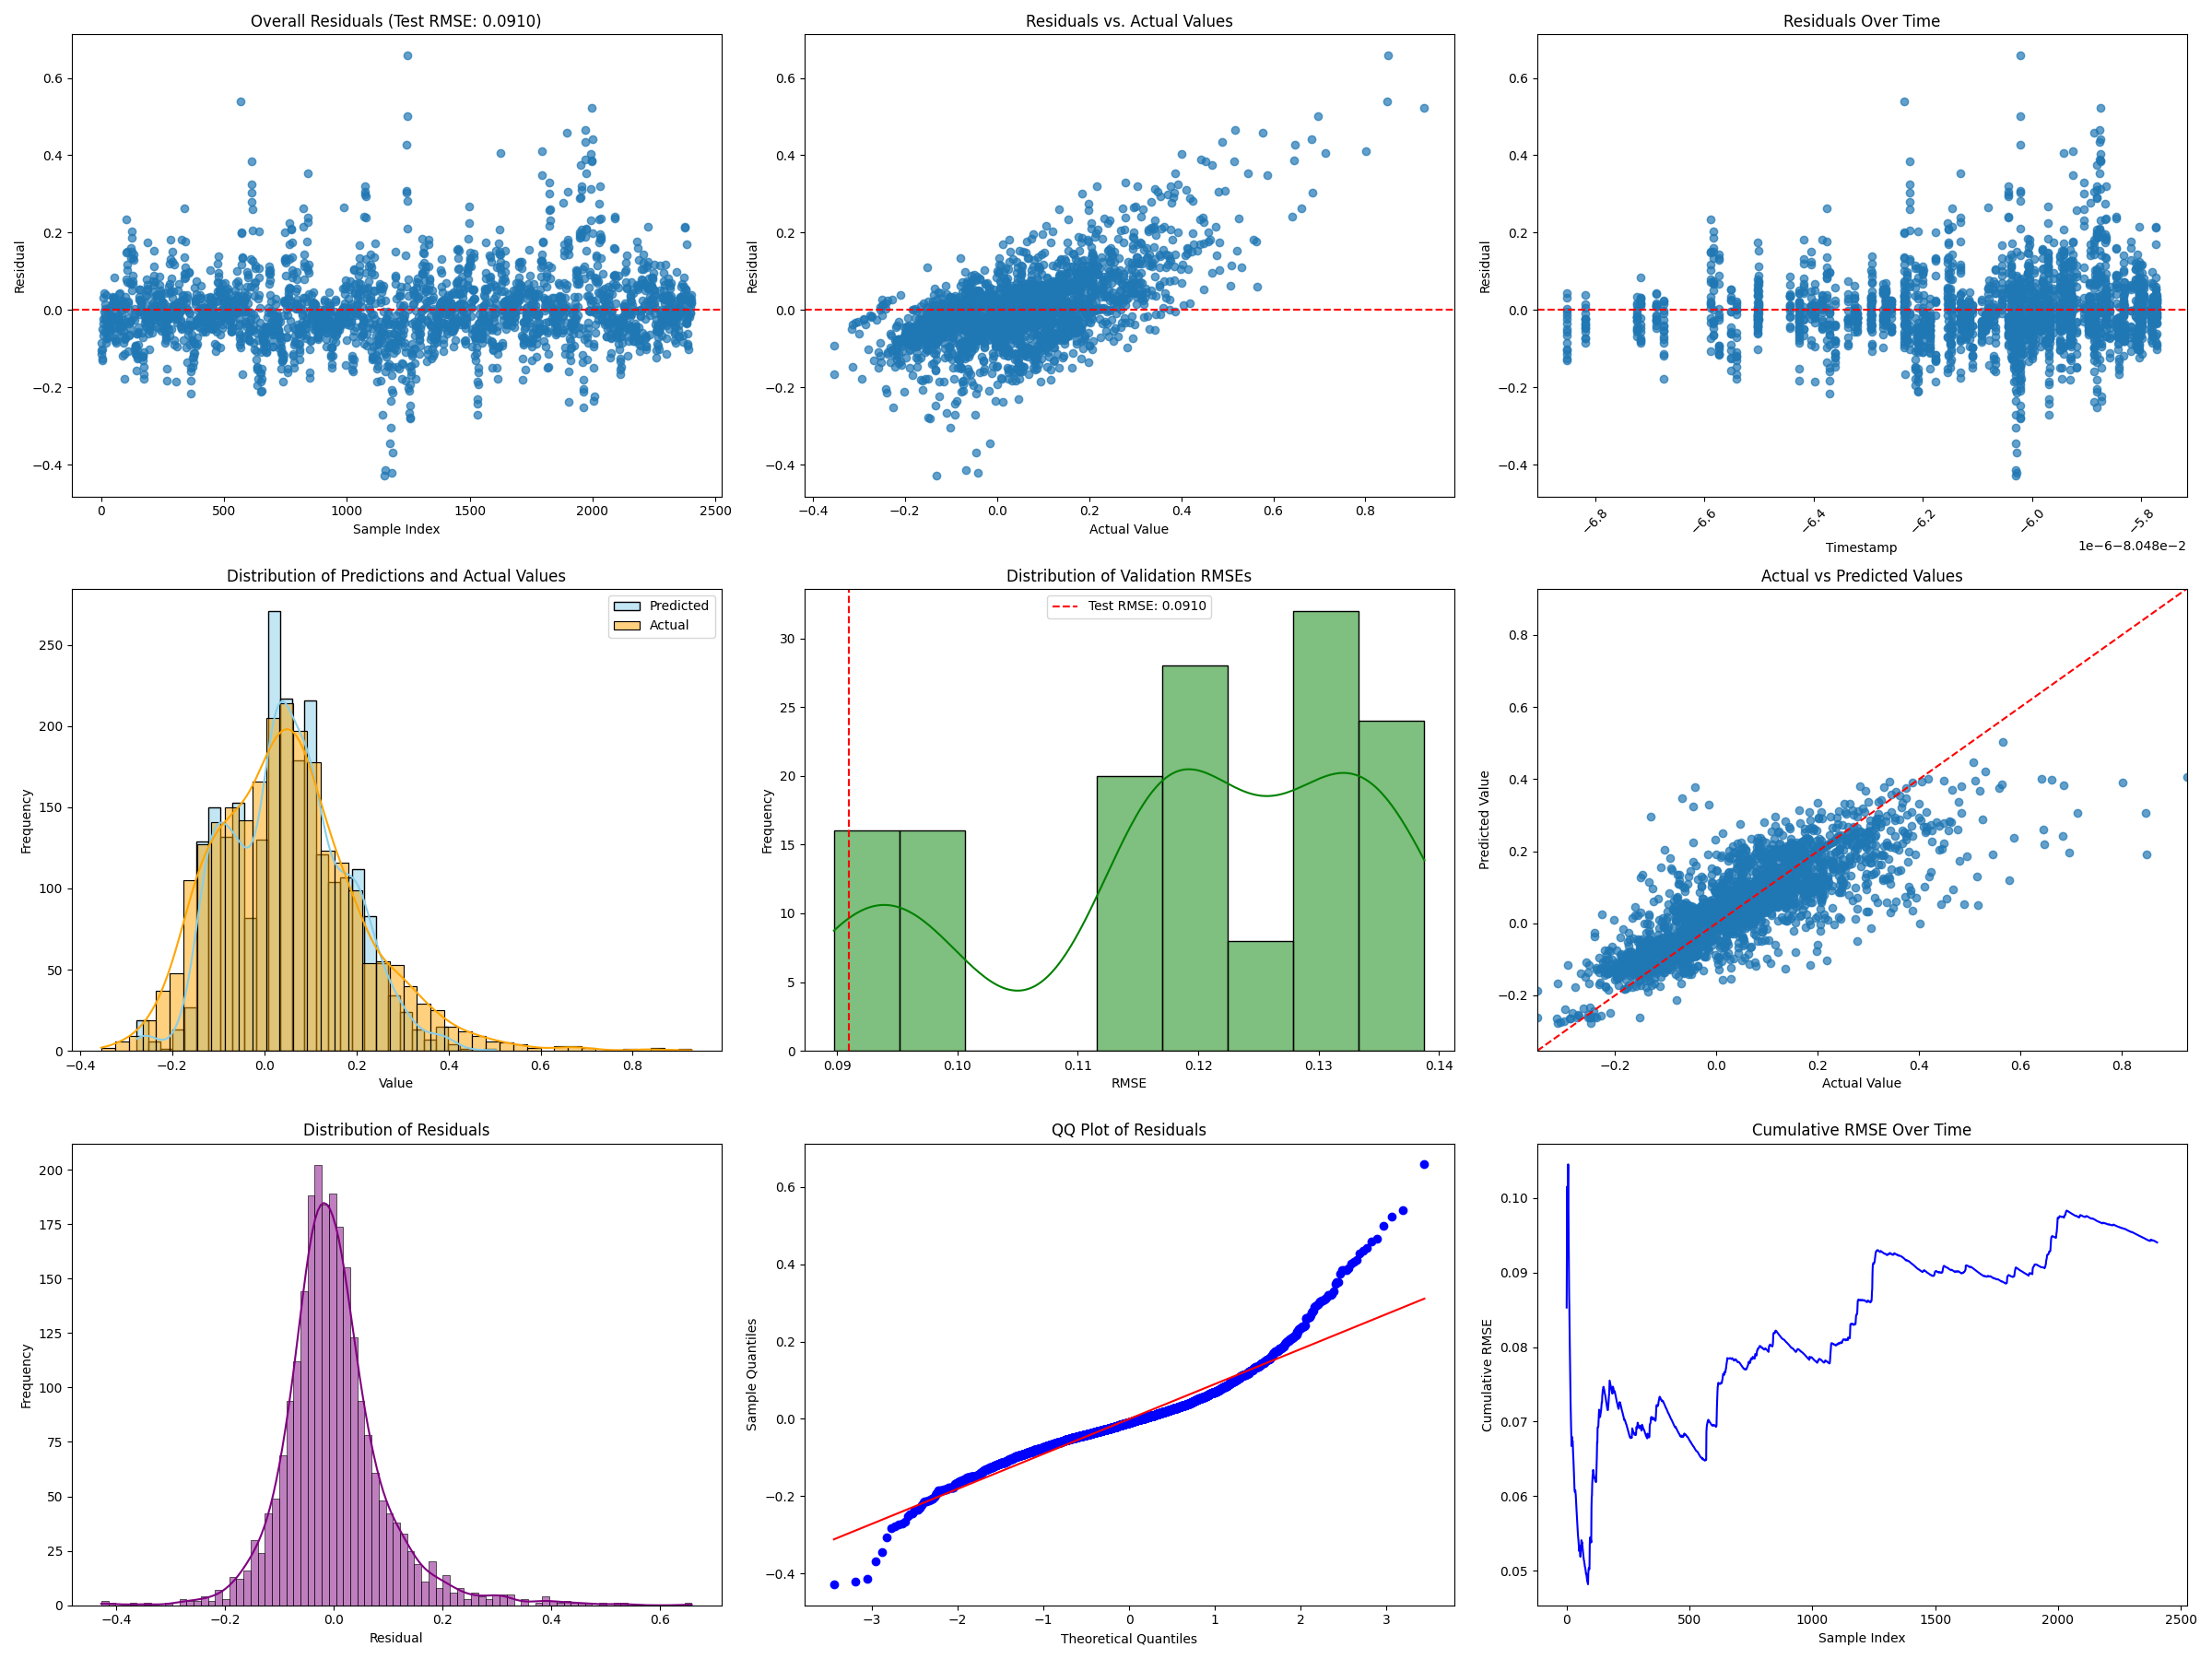 Overall Residuals (Test RMSE: 0.0910)
Residual
0.6
0.4
0.2
0.0
−0.2
−0.4
0 500 1000 1500 2000 2500
Sample Index
Residuals vs. Actual Values
Residual
0.6
0.4
0.2
0.0
−0.2
−0.4
−0.4 −0.2 0.0 0.2 0.4 0.6 0.8
Actual Value
Residuals Over Time
Residual
0.6
0.4
0.2
0.0
−0.2
−0.4
−6.8 −6.6 −6.4 −6.2 −6.0 −5.8
Timestamp
1e−6−8.048e−2
Distribution of Predictions and Actual Values
Predicted
Actual
Frequency
250
200
150
100
50
0
−0.4 −0.2 0.0 0.2 0.4 0.6 0.8
Value
Distribution of Validation RMSEs
Test RMSE: 0.0910
Frequency
30
25
20
15
10
5
0
0.09 0.10 0.11 0.12 0.13 0.14
RMSE
Actual vs Predicted Values
Predicted Value
0.8
0.6
0.4
0.2
0.0
−0.2
−0.2 0.0 0.2 0.4 0.6 0.8
Actual Value
Distribution of Residuals
Frequency
200
175
150
125
100
75
50
25
0
−0.4 −0.2 0.0 0.2 0.4 0.6
Residual
QQ Plot of Residuals
Sample Quantiles
0.6
0.4
0.2
0.0
−0.2
−0.4
−3 −2 −1 0 1 2 3
Theoretical Quantiles
Cumulative RMSE Over Time
Cumulative RMSE
0.10
0.09
0.08
0.07
0.06
0.05
0 500 1000 1500 2000 2500
Sample Index